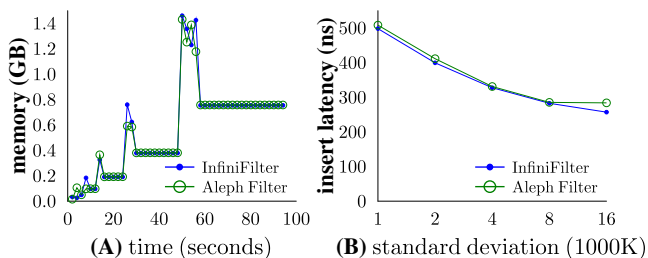 memory (GB)
1.4
1.2
1.0
0.8
0.6
0.4
0.2
0.0
0 20 40 60 80 100
InfiniFilter
Aleph Filter
(A) time (seconds)
insert latency (ns)
500
400
300
200
100
0
1 2 4 8 16
InfiniFilter
Aleph Filter
(B) standard deviation (1000K)